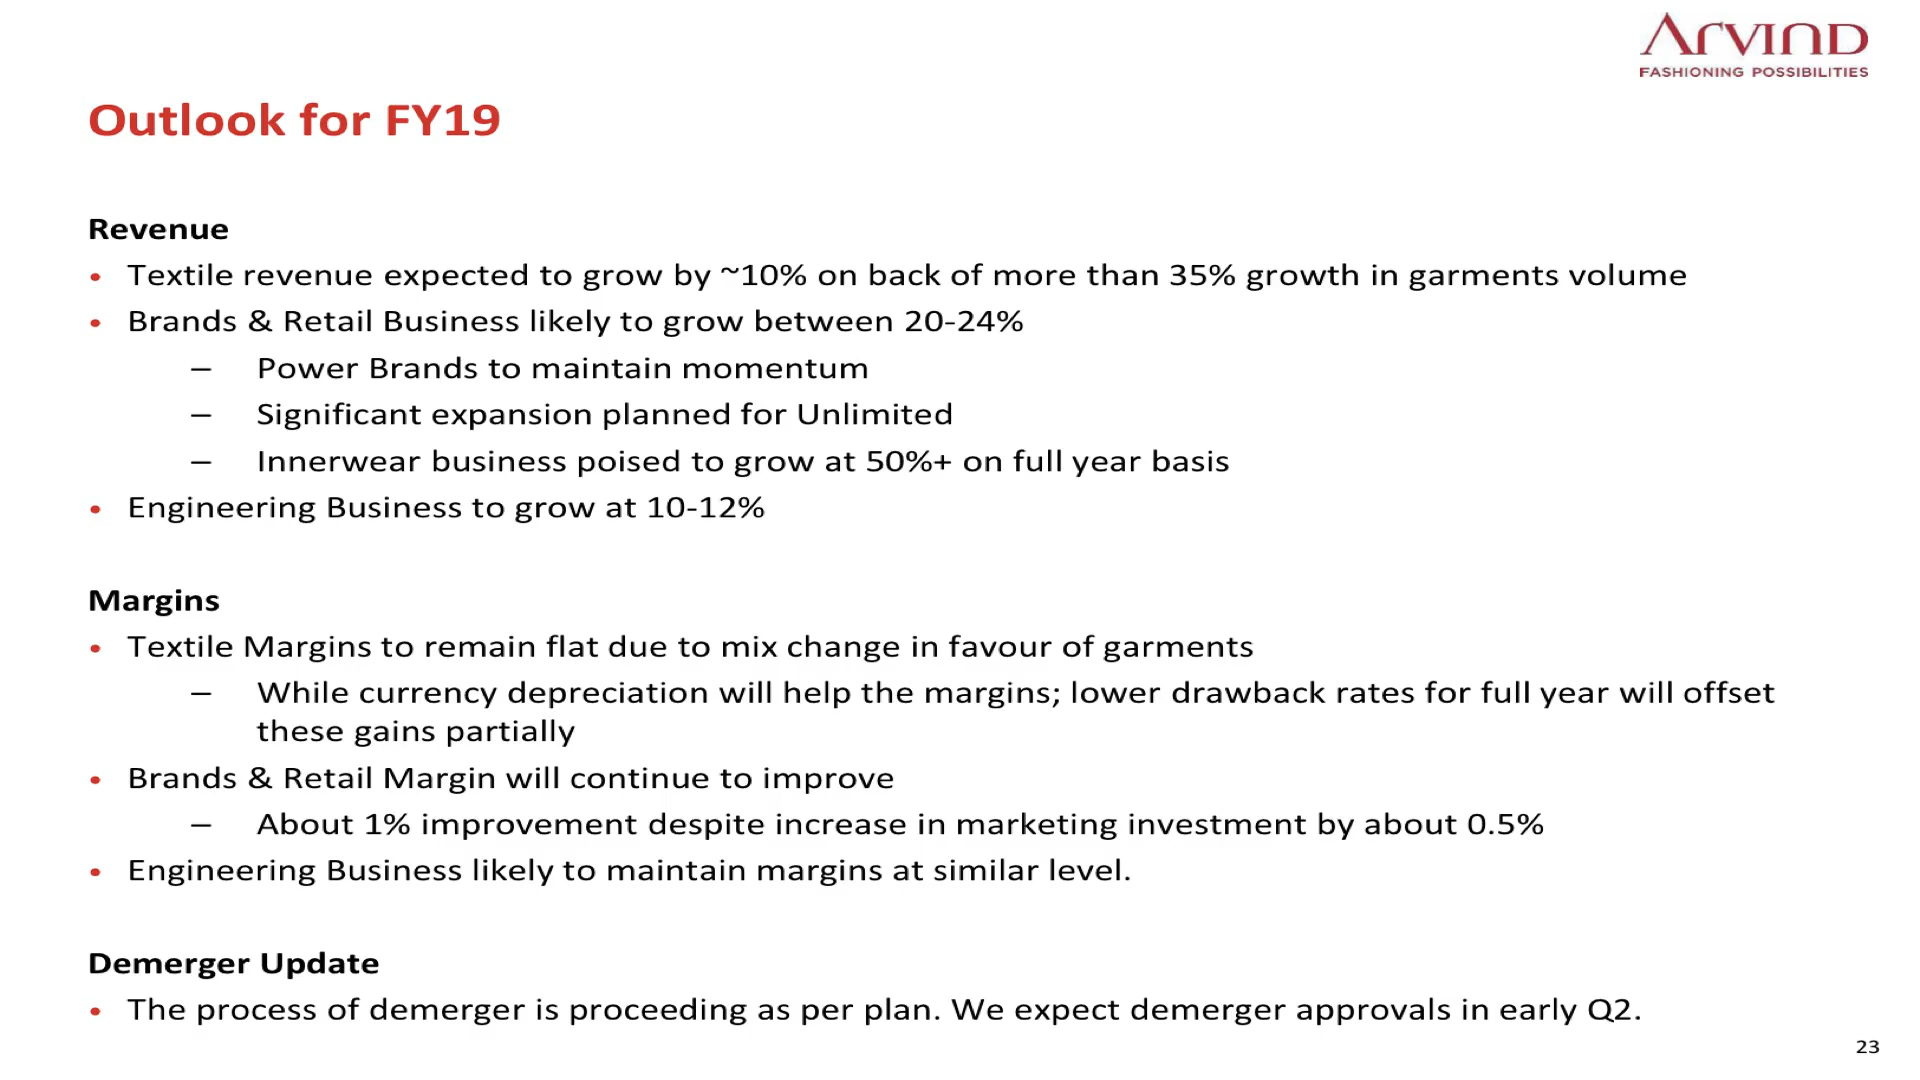 ARVIND
FASHIONING POSSIBILITIES
Outlook for FY19
Revenue
• Textile revenue expected to grow by ~10% on back of more than 35% growth in garments volume
• Brands & Retail Business likely to grow between 20-24%
– Power Brands to maintain momentum
– Significant expansion planned for Unlimited
– Innerwear business poised to grow at 50%+ on full year basis
• Engineering Business to grow at 10-12%
Margins
• Textile Margins to remain flat due to mix change in favour of garments
– While currency depreciation will help the margins; lower drawback rates for full year will offset
these gains partially
• Brands & Retail Margin will continue to improve
– About 1% improvement despite increase in marketing investment by about 0.5%
• Engineering Business likely to maintain margins at similar level.
Demerger Update
• The process of demerger is proceeding as per plan. We expect demerger approvals in early Q2.
23